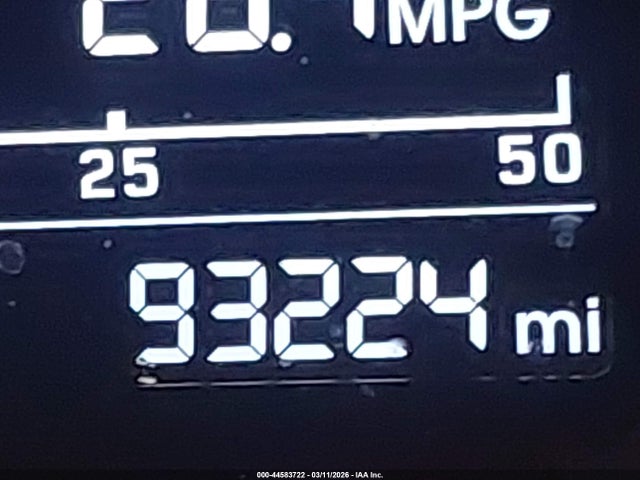 MPG
25 50
93224 mi
000-44583722 - 03/11/2026 - IAA Inc.